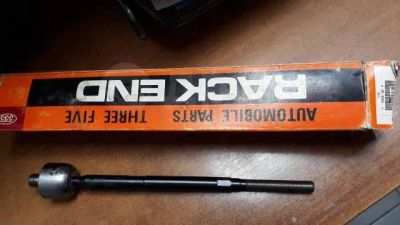 AUTOMOBILE PARTS THREE FIVE
RACK END
555